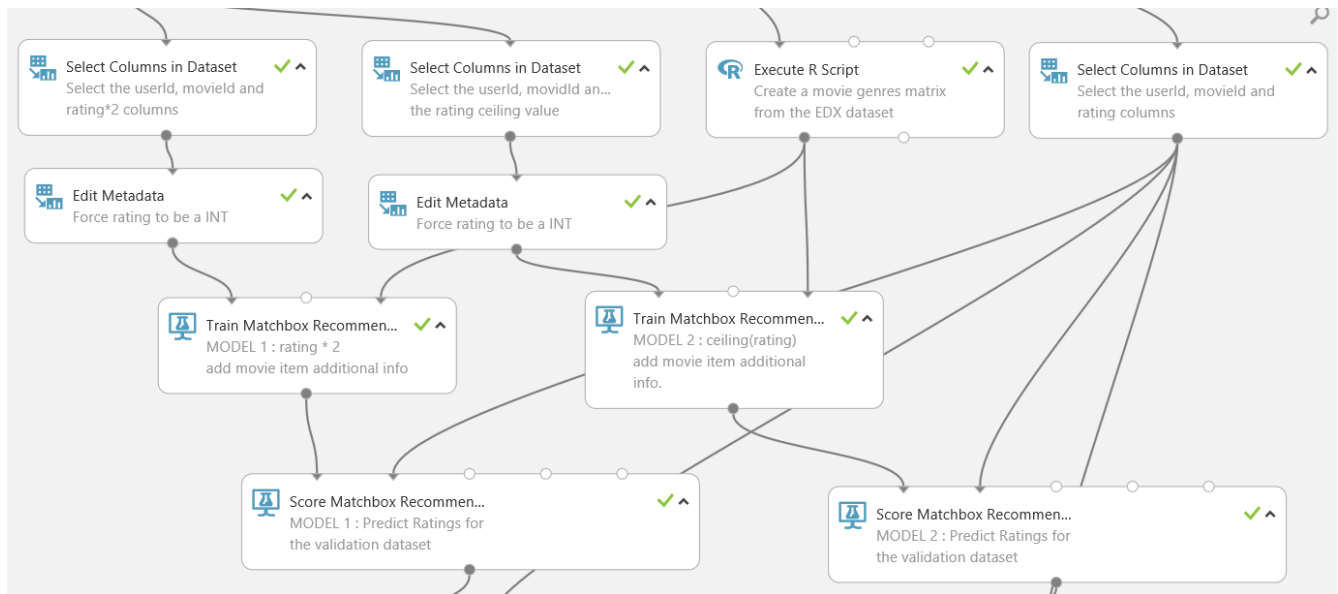 Select Columns in Dataset
Select the userId, movieId and
rating*2 columns
Select Columns in Dataset
Select the userId, movidId an...
the rating ceiling value
R
Execute R Script
Create a movie genres matrix
from the EDX dataset
Select Columns in Dataset
Select the userId, movieId and
rating columns
Edit Metadata
Force rating to be a INT
Edit Metadata
Force rating to be a INT
Train Matchbox Recommen...
MODEL 1 : rating * 2
add movie item additional info
Train Matchbox Recommen...
MODEL 2 : ceiling(rating)
add movie item additional
info.
Score Matchbox Recommen...
MODEL 1 : Predict Ratings for
the validation dataset
Score Matchbox Recommen...
MODEL 2 : Predict Ratings for
the validation dataset